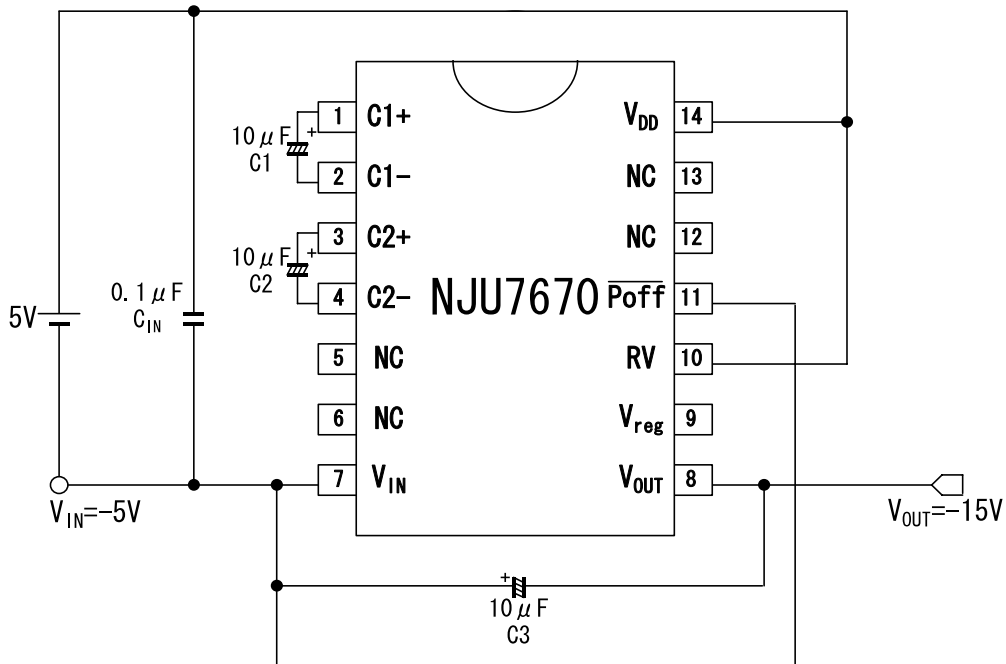 1 C1+
10μF +
C1
2 C1-
3 C2+
10μF +
C2
4 C2-
5 NC
6 NC
7 V_IN
V_DD 14
NC 13
NC 12
NJU7670
P̅o̅f̅f̅ 11
RV 10
V_reg 9
V_OUT 8
5V
0.1μF
C_IN
V_IN=-5V
V_OUT=-15V
+
10μF
C3